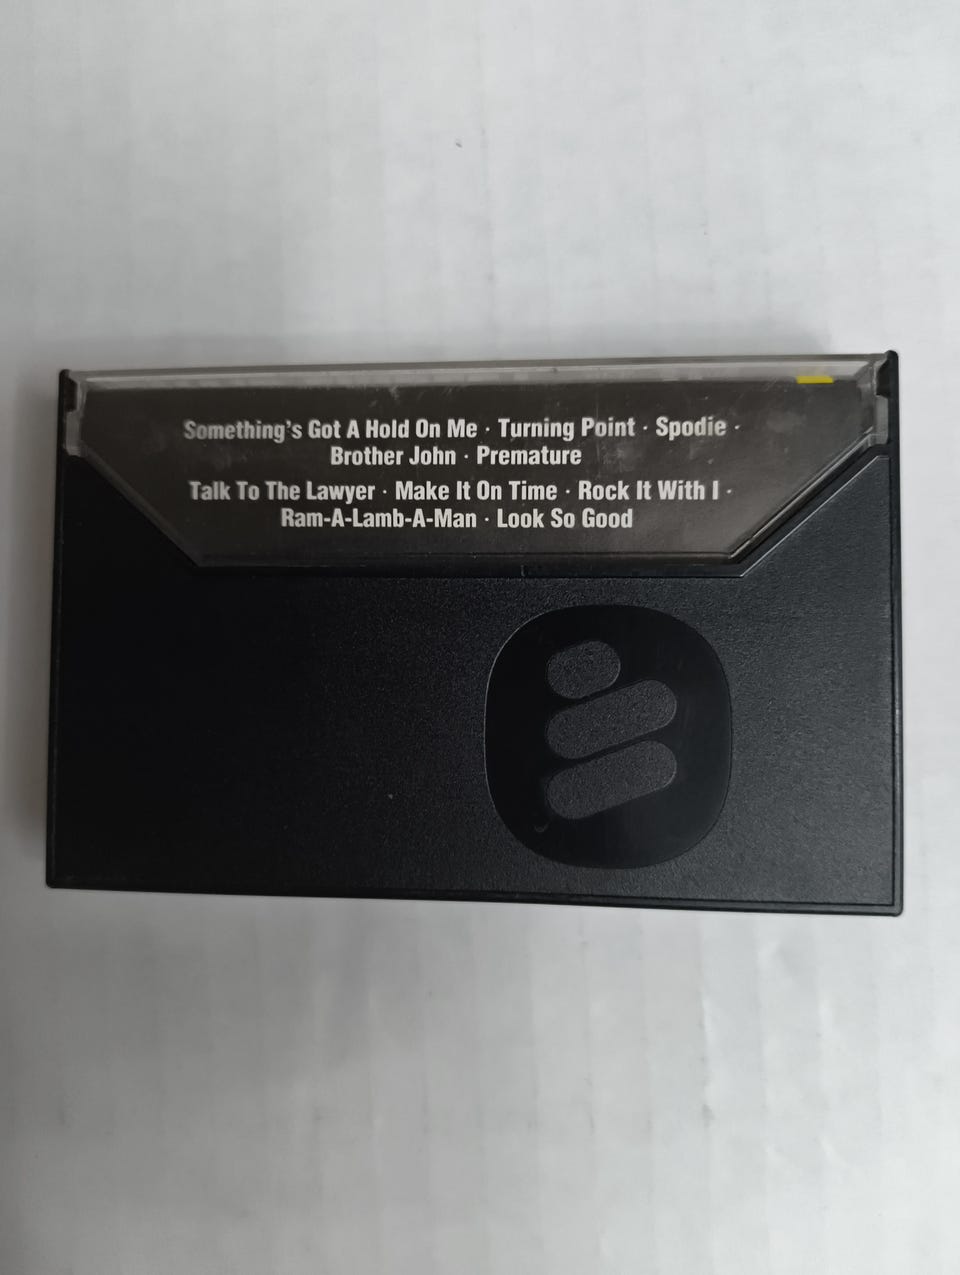 Something's Got A Hold On Me · Turning Point · Spodie ·
Brother John · Premature
Talk To The Lawyer · Make It On Time · Rock It With I ·
Ram-A-Lamb-A-Man · Look So Good